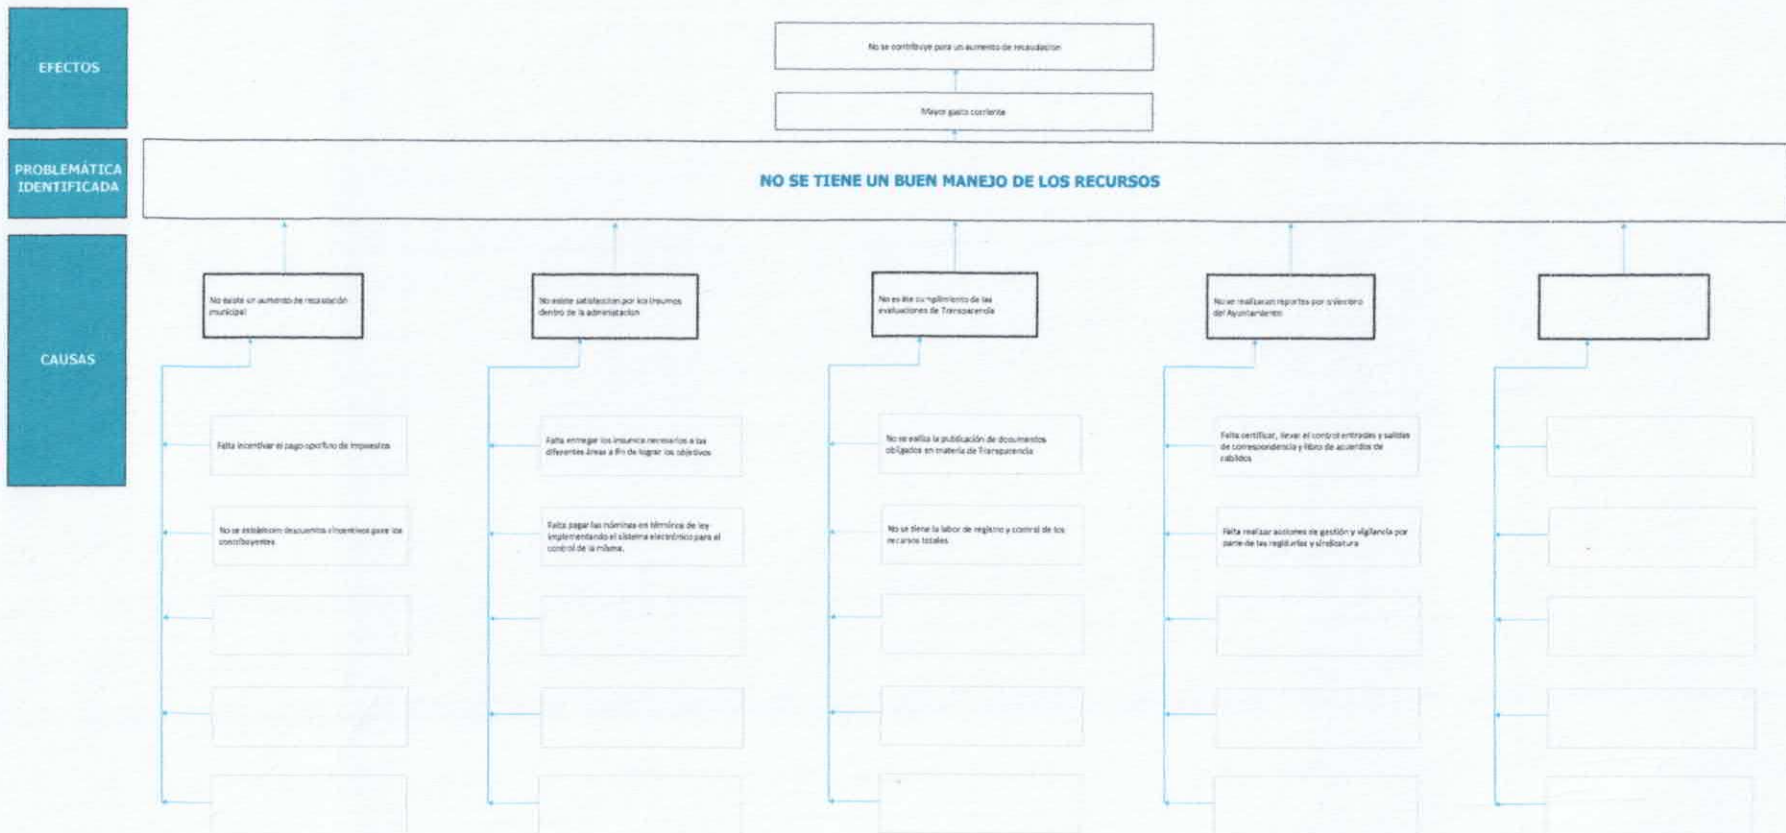 EFECTOS
No se contribuye para un aumento de recaudacion
Mayor gasto corriente
PROBLEMÁTICA
IDENTIFICADA
NO SE TIENE UN BUEN MANEJO DE LOS RECURSOS
CAUSAS
No existe un aumento de recaudación
municipal
No existe satisfaccion por los insumos
dentro de la administacion
No existe cumplimiento de las
evaluaciones de Transparencia
No se realizaran reportes por
del Ayuntamiento
Falta incentivar el pago oportuno de impuestos
Falta entregar los insumos necesarios a las
diferentes áreas a fin de lograr los objetivos
No se ealiza la publicación de documentos
obligados en materia de Transparencia
Falta certificar, llevar el control entradas y salidas
de correspondencia y libro de acuerdos de
cabildos
No se establecen descuentos e incentivos para los
contribuyentes
Falta pagar las nóminas en términos de ley
implementando el sistema electrónico para el
control de la misma.
No se tiene la labor de registro y control de los
recursos totales
Falta realizar acciones de gestión y vigilancia por
parte de las regidurías y sindicatura